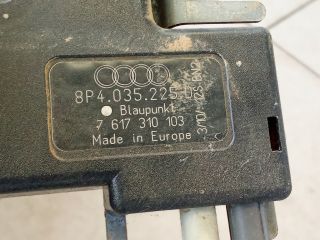 8P4.035.225
Blaupunkt
7 617 310 103
Made in Europe